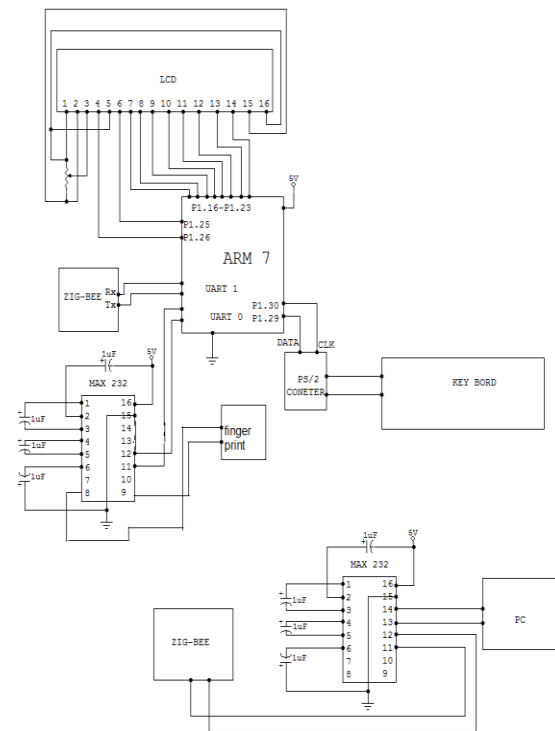 LCD
1 2 3 4 5 6 7 8 9 10 11 12 13 14 15 16
5V
P1.16-P1.23
P1.25
P1.26
ARM 7
ZIG-BEE
Rx
Tx
UART 1
UART 0
P1.30
P1.29
DATA
CLK
PS/2
CONETER
KEY BORD
+
1uF
5V
MAX 232
+
1uF
+
1uF
+
1uF
1 16
2 15
3 14
4 13
5 12
6 11
7 10
8 9
finger
print
+
1uF
5V
MAX 232
+
1uF
+
1uF
+
1uF
1 16
2 15
3 14
4 13
5 12
6 11
7 10
8 9
PC
ZIG-BEE